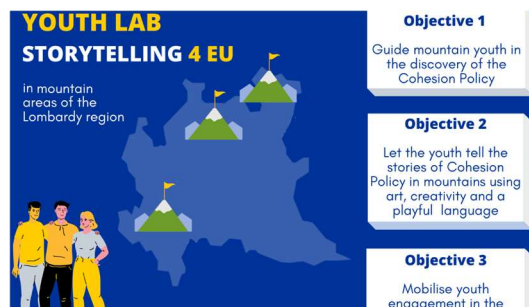 YOUTH LAB
STORYTELLING 4 EU
in mountain
areas of the
Lombardy region
Objective 1
Guide mountain youth in
the discovery of the
Cohesion Policy
Objective 2
Let the youth tell the
stories of Cohesion
Policy in mountains using
art, creativity and a
playful language
Objective 3
Mobilise youth
engagement in the